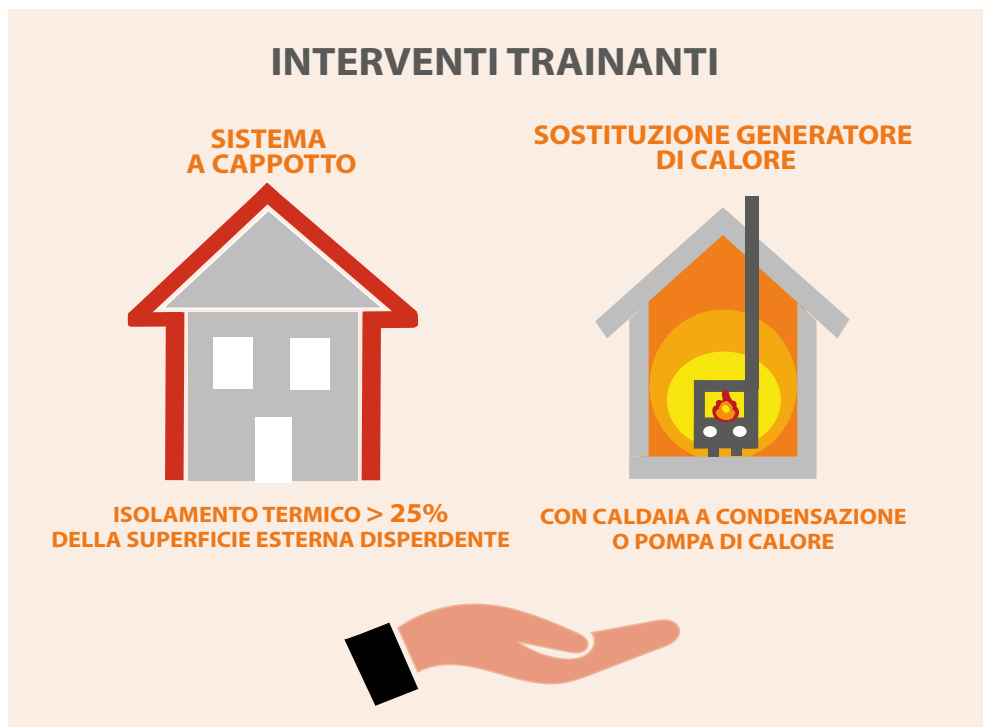 INTERVENTI TRAINANTI
SISTEMA
A CAPPOTTO
ISOLAMENTO TERMICO > 25%
DELLA SUPERFICIE ESTERNA DISPERDENTE
SOSTITUZIONE GENERATORE
DI CALORE
CON CALDAIA A CONDENSAZIONE
O POMPA DI CALORE